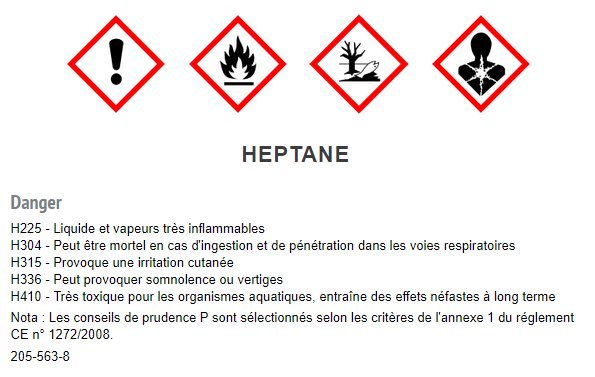 HEPTANE
Danger
H225 - Liquide et vapeurs très inflammables
H304 - Peut être mortel en cas d'ingestion et de pénétration dans les voies respiratoires
H315 - Provoque une irritation cutanée
H336 - Peut provoquer somnolence ou vertiges
H410 - Très toxique pour les organismes aquatiques, entraîne des effets néfastes à long terme
Nota : Les conseils de prudence P sont sélectionnés selon les critères de l'annexe 1 du réglement
CE n° 1272/2008.
205-563-8